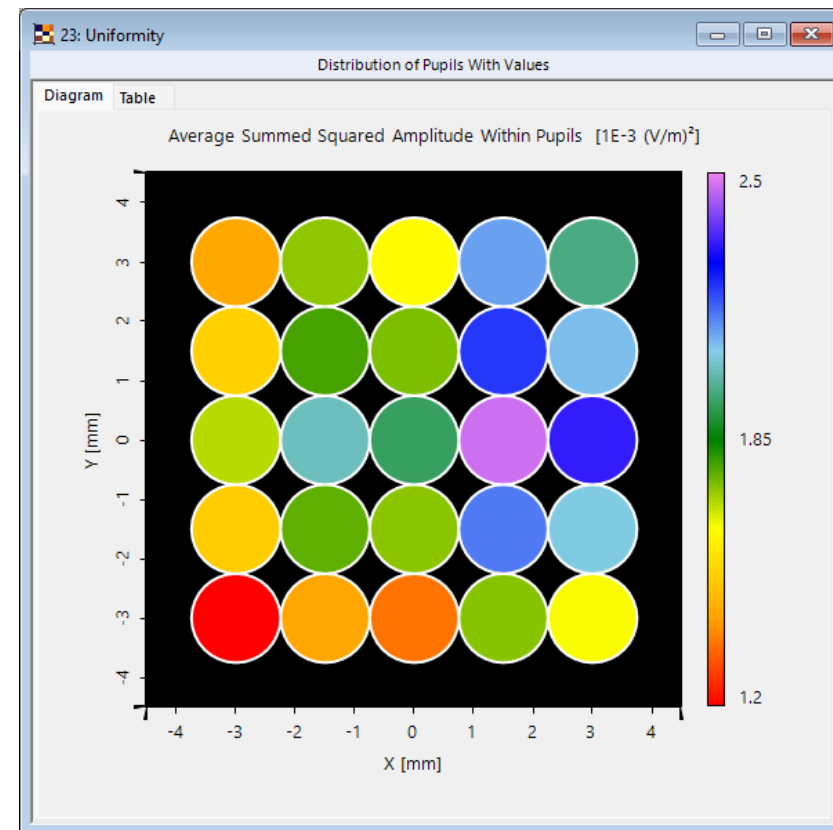 23: Uniformity
Distribution of Pupils With Values
Diagram Table
Average Summed Squared Amplitude Within Pupils [1E-3 (V/m)²]
2.5
1.85
1.2
4
3
2
1
0
-1
-2
-3
-4
Y [mm]
-4 -3 -2 -1 0 1 2 3 4
X [mm]